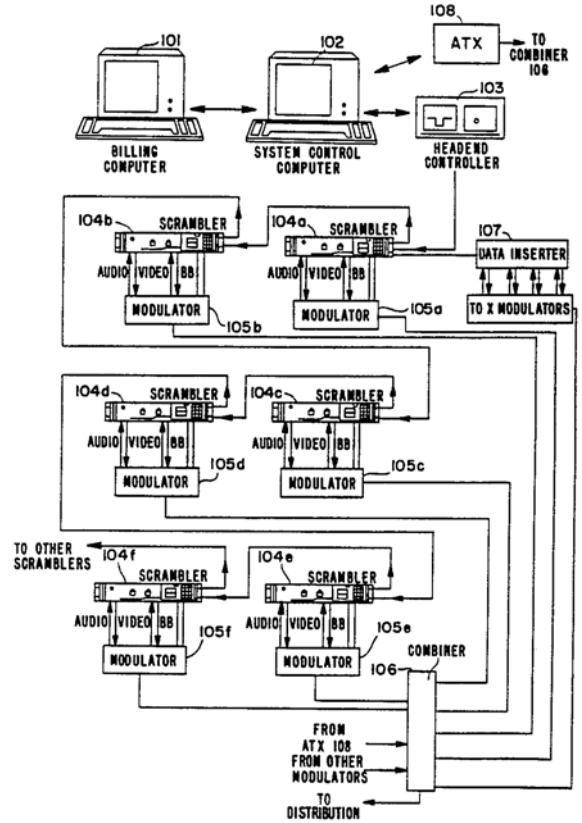 101
102
108
ATX
TO
COMBINER
106
103
BILLING
COMPUTER
SYSTEM CONTROL
COMPUTER
HEADEND
CONTROLLER
104b
SCRAMBLER
104a
SCRAMBLER
107
DATA INSERTER
AUDIO
VIDEO
BB
AUDIO
VIDEO
BB
MODULATOR
105b
MODULATOR
105a
TO X MODULATORS
104d
SCRAMBLER
104c
SCRAMBLER
AUDIO
VIDEO
BB
AUDIO
VIDEO
BB
MODULATOR
105d
MODULATOR
105c
TO OTHER
SCRAMBLERS
104f
SCRAMBLER
104e
SCRAMBLER
AUDIO
VIDEO
BB
AUDIO
VIDEO
BB
MODULATOR
105f
MODULATOR
105e
106
COMBINER
FROM
ATX 108
FROM OTHER
MODULATORS
TO
DISTRIBUTION